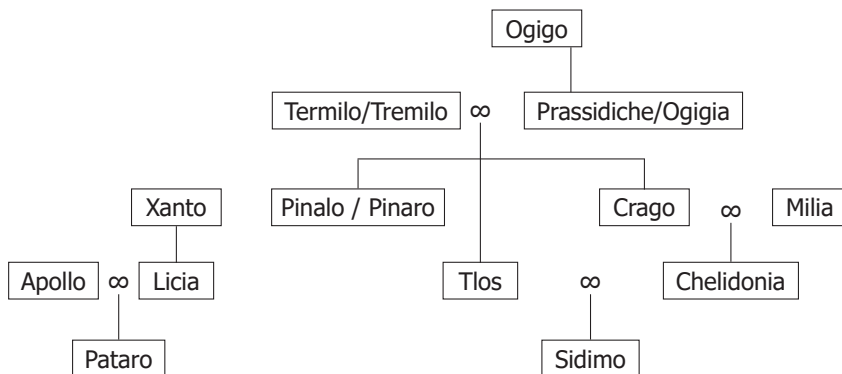 Ogigo
Termilo/Tremilo ∞ Prassidiche/Ogigia
Xanto Pinalo / Pinaro Crago ∞ Milia
Apollo ∞ Licia Tlos ∞ Chelidonia
Pataro Sidimo